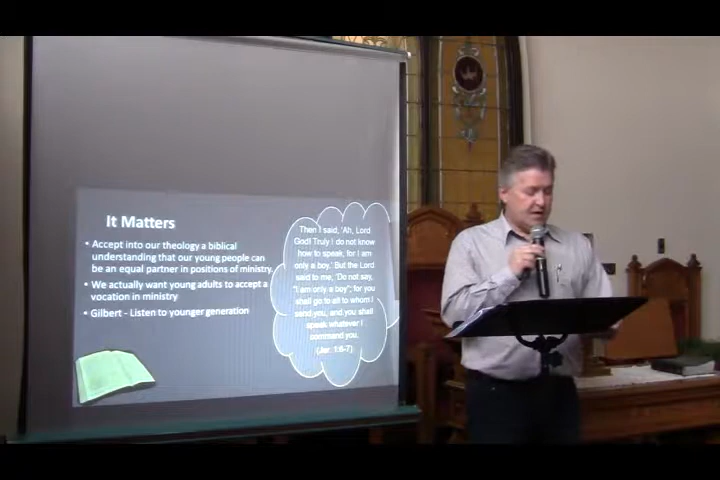 It Matters
• Accept into our theology a biblical
understanding that our young people can
be an equal partner in positions of ministry.
• We actually want young adults to accept a
vocation in ministry
• Gilbert - Listen to younger generation
Then I said, 'Ah, Lord
God! Truly I do not know
how to speak, for I am
only a boy.' But the Lord
said to me, 'Do not say,
"I am only a boy"; for you
shall go to all to whom I
send you, and you shall
speak whatever I
command you.
(Jer. 1:6-7)